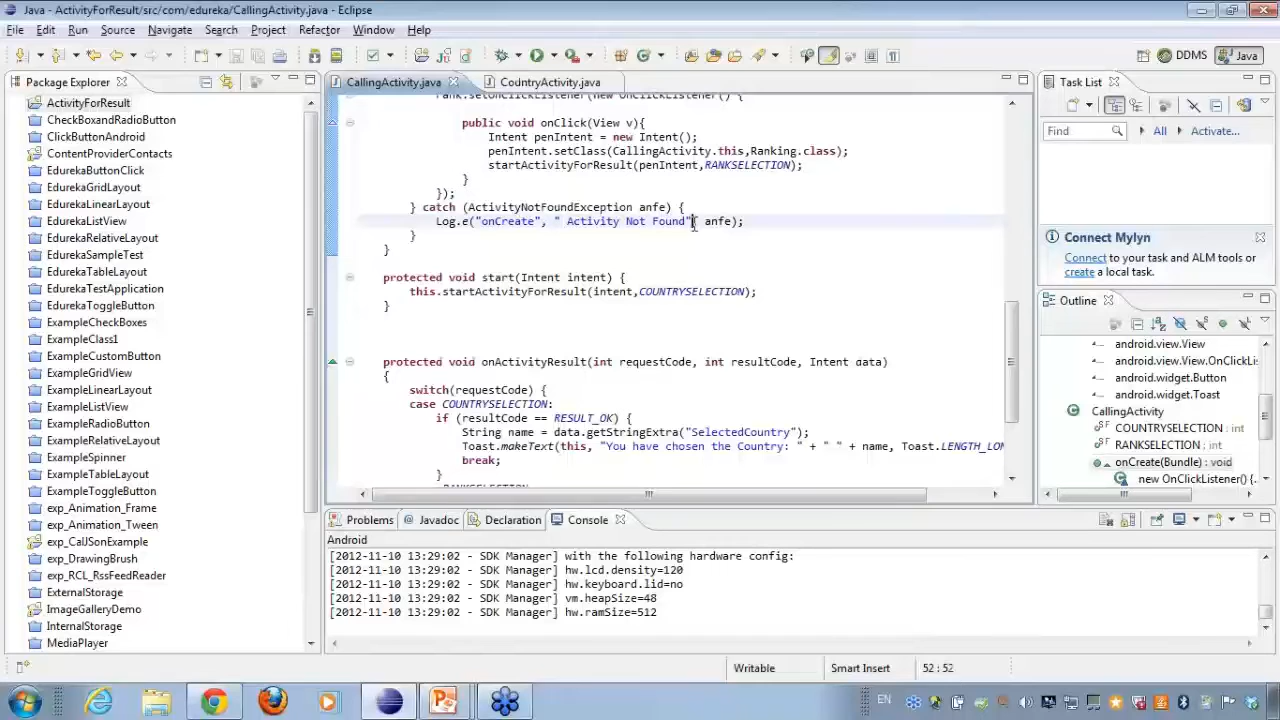 Java - ActivityForResult/src/com/edureka/CallingActivity.java - Eclipse
File Edit Run Source Navigate Search Project Refactor Window Help
DDMS Java
Package Explorer
ActivityForResult
CheckBoxandRadioButton
ClickButtonAndroid
ContentProviderContacts
EdurekaButtonClick
EdurekaGridLayout
EdurekaLinearLayout
EdurekaListView
EdurekaRelativeLayout
EdurekaSampleTest
EdurekaTableLayout
EdurekaTestApplication
EdurekaToggleButton
ExampleCheckBoxes
ExampleClass1
ExampleCustomButton
ExampleGridView
ExampleLinearLayout
ExampleListView
ExampleRadioButton
ExampleRelativeLayout
ExampleSpinner
ExampleTableLayout
ExampleToggleButton
exp_Animation_Frame
exp_Animation_Tween
exp_CalJSonExample
exp_DrawingBrush
exp_RCL_RssFeedReader
ExternalStorage
ImageGalleryDemo
InternalStorage
MediaPlayer
CallingActivity.java CountryActivity.java
rank.setOnClickListener(new OnClickListener() {
public void onClick(View v){
Intent penIntent = new Intent();
penIntent.setClass(CallingActivity.this,Ranking.class);
startActivityForResult(penIntent,RANKSELECTION);
}
});
} catch (ActivityNotFoundException anfe) {
Log.e("onCreate", " Activity Not Found", anfe);
}
}
protected void start(Intent intent) {
this.startActivityForResult(intent,COUNTRYSELECTION);
}
protected void onActivityResult(int requestCode, int resultCode, Intent data)
{
switch(requestCode) {
case COUNTRYSELECTION:
if (resultCode == RESULT_OK) {
String name = data.getStringExtra("SelectedCountry");
Toast.makeText(this, "You have chosen the Country: " + " " + name, Toast.LENGTH_LON
break;
}
RANKSELECTION
Task List
Find All Activate...
Connect Mylyn
Connect to your task and ALM tools or
create a local task.
Outline
android.view.View
android.view.View.OnClickLis
android.widget.Button
android.widget.Toast
CallingActivity
COUNTRYSELECTION : int
RANKSELECTION : int
onCreate(Bundle) : void
new OnClickListener() {..
Problems Javadoc Declaration Console
Android
[2012-11-10 13:29:02 - SDK Manager] with the following hardware config:
[2012-11-10 13:29:02 - SDK Manager] hw.lcd.density=120
[2012-11-10 13:29:02 - SDK Manager] hw.keyboard.lid=no
[2012-11-10 13:29:02 - SDK Manager] vm.heapSize=48
[2012-11-10 13:29:02 - SDK Manager] hw.ramSize=512
Writable Smart Insert 52 : 52
EN